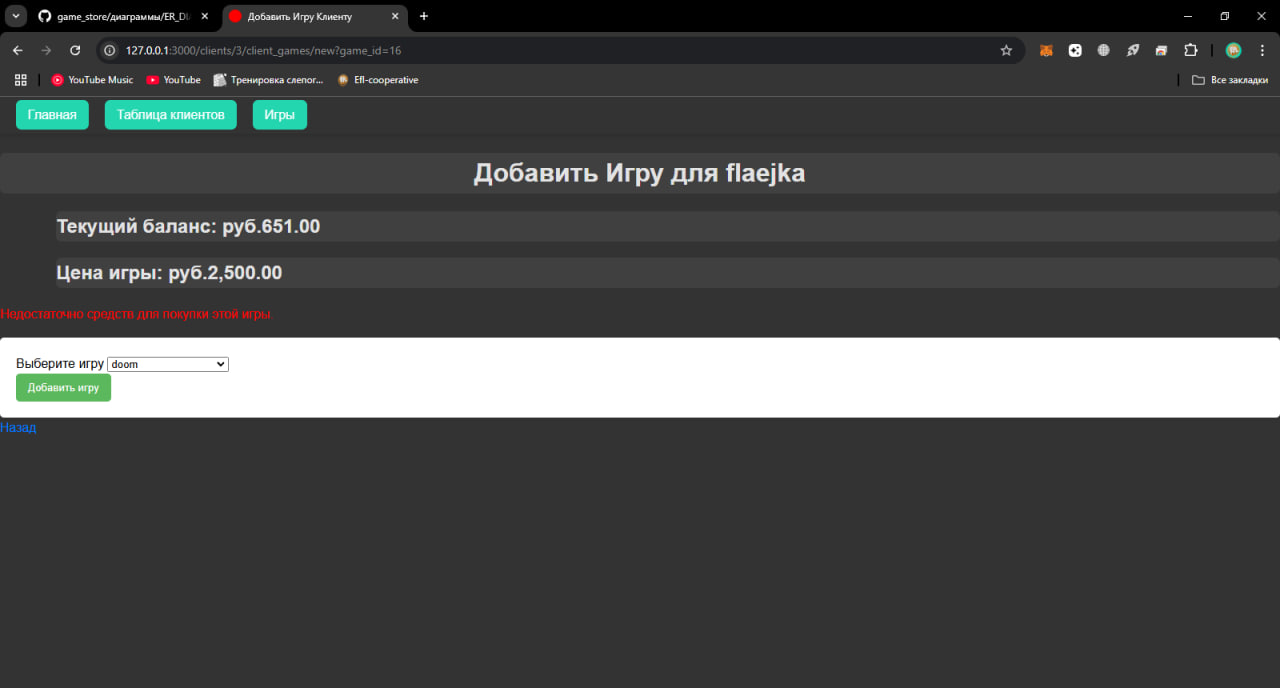 game_store/диаграммы/ER_DI
Добавить Игру Клиенту
127.0.0.1:3000/clients/3/client_games/new?game_id=16
YouTube Music
YouTube
Тренировка слепог...
Efl-cooperative
Все закладки
Главная
Таблица клиентов
Игры
Добавить Игру для flaejka
Текущий баланс: руб.651.00
Цена игры: руб.2,500.00
Недостаточно средств для покупки этой игры.
Выберите игру doom
Добавить игру
Назад